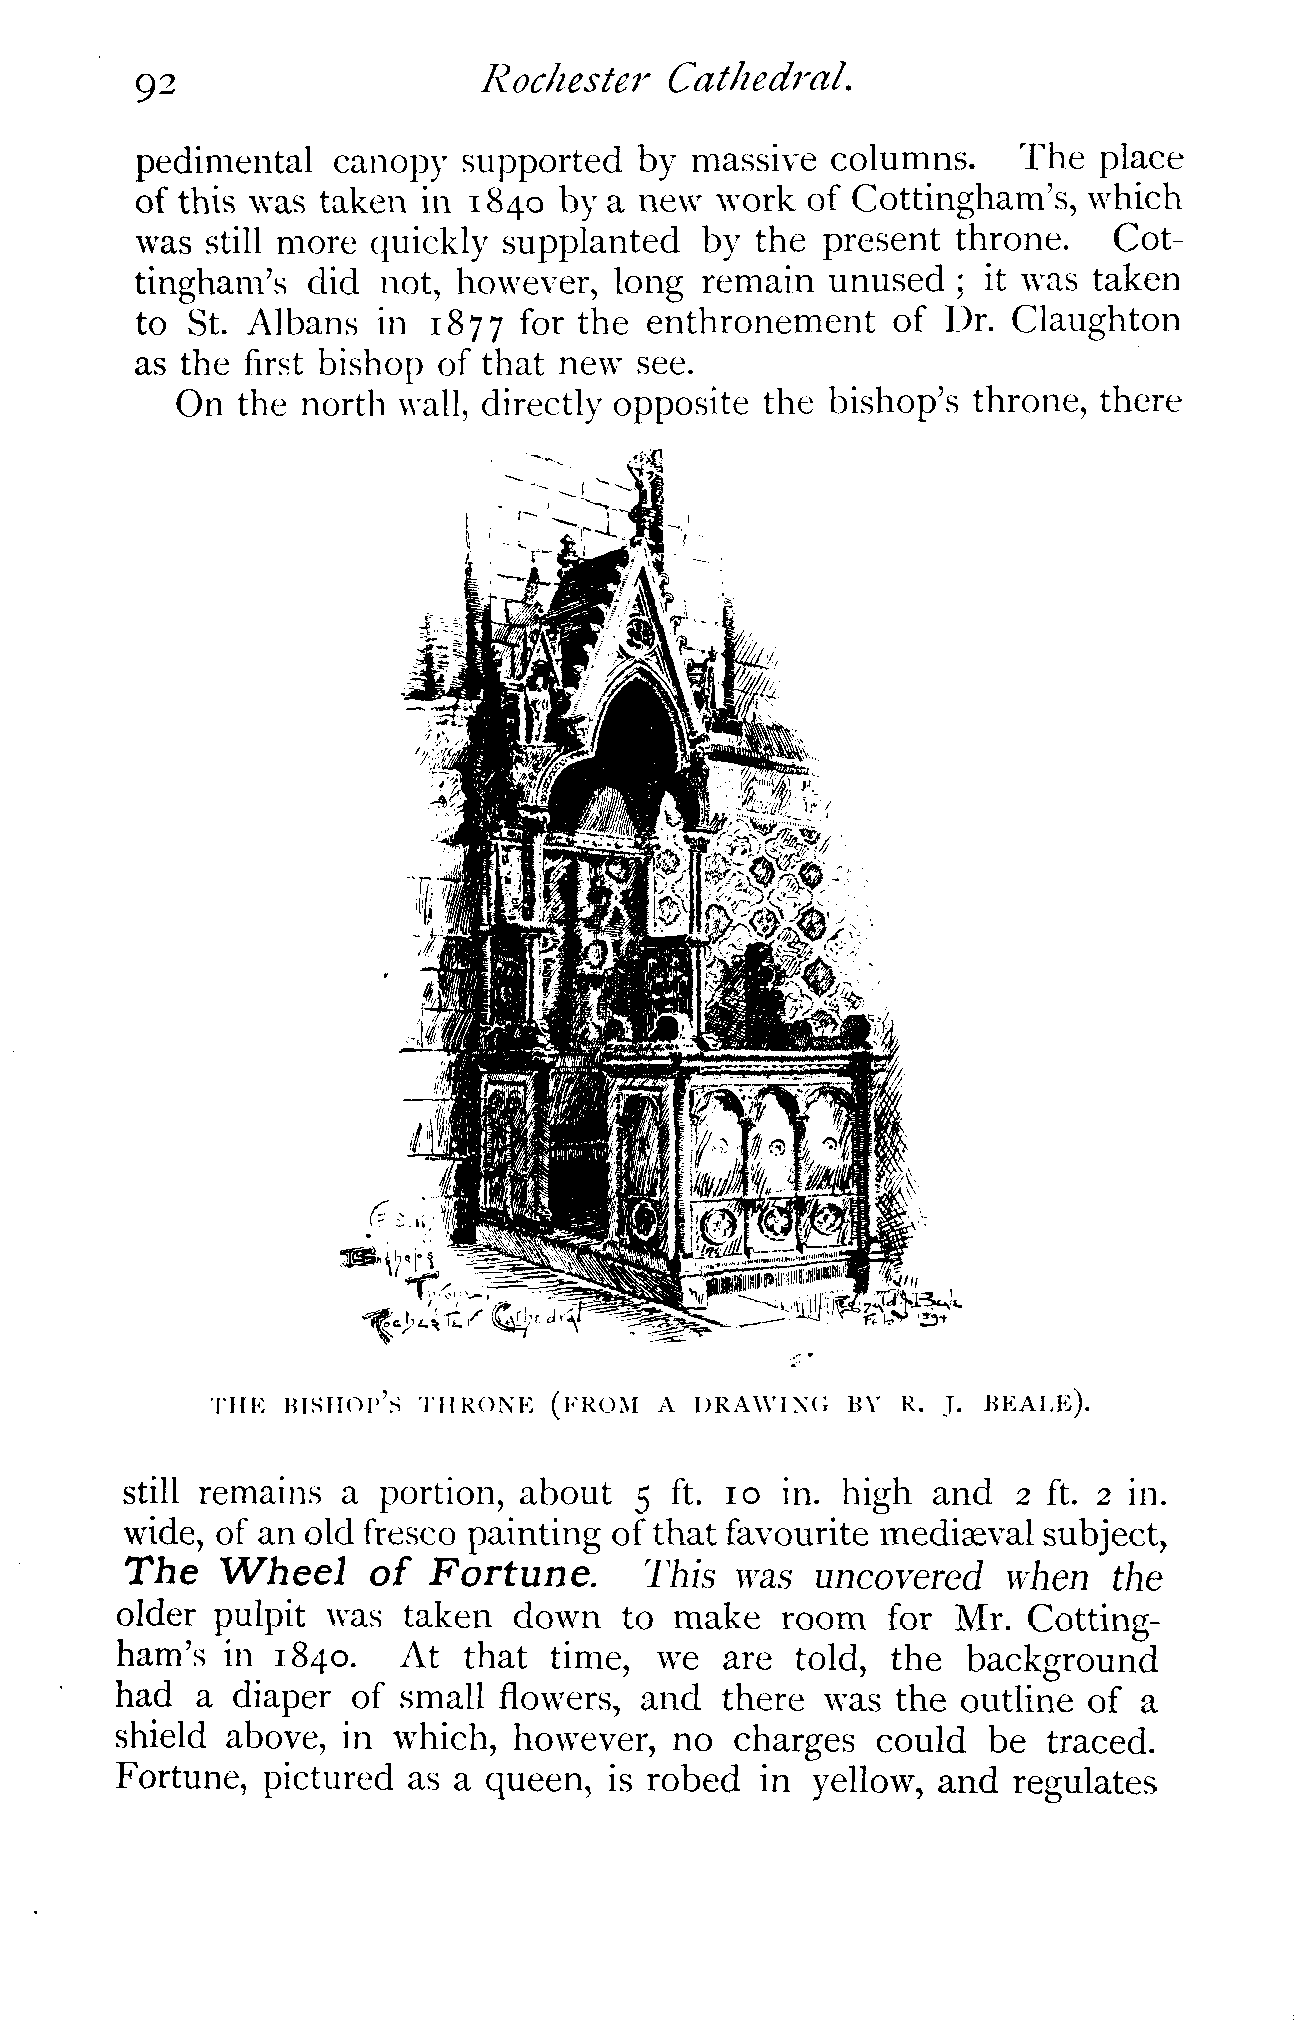 92 Rochester Cathedral.
pedimental canopy supported by massive columns. The place
of this was taken in 1840 by a new work of Cottingham's, which
was still more quickly supplanted by the present throne. Cot-
tingham's did not, however, long remain unused ; it was taken
to St. Albans in 1877 for the enthronement of Dr. Claughton
as the first bishop of that new see.
On the north wall, directly opposite the bishop's throne, there
Throne
Rochester Cathedral
THE BISHOP'S THRONE (FROM A DRAWING BY R. J. BEALE).
still remains a portion, about 5 ft. 10 in. high and 2 ft. 2 in.
wide, of an old fresco painting of that favourite mediæval subject,
The Wheel of Fortune. This was uncovered when the
older pulpit was taken down to make room for Mr. Cotting-
ham's in 1840. At that time, we are told, the background
had a diaper of small flowers, and there was the outline of a
shield above, in which, however, no charges could be traced.
Fortune, pictured as a queen, is robed in yellow, and regulates